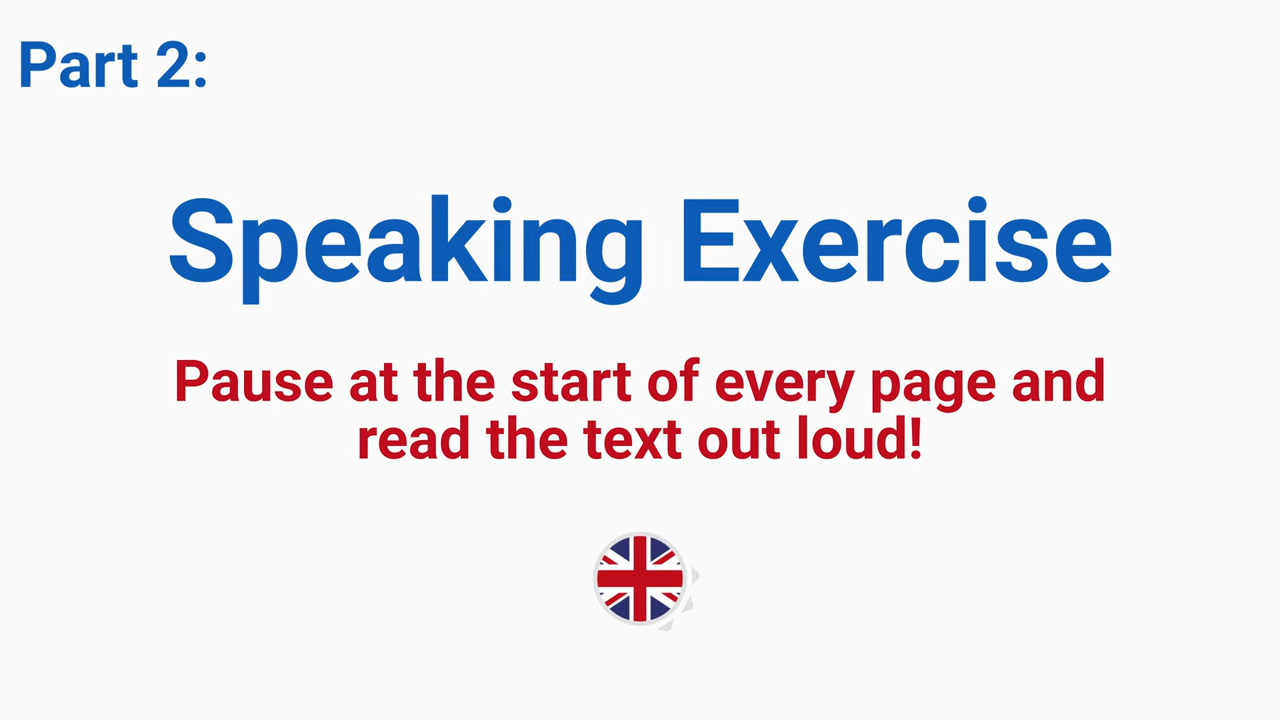 Part 2:
Speaking Exercise
Pause at the start of every page and
read the text out loud!